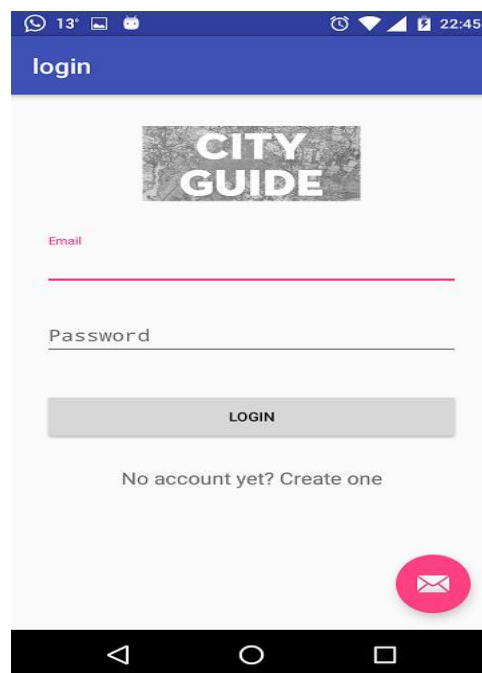 13° 22:45
login
CITY
GUIDE
Email
Password
LOGIN
No account yet? Create one